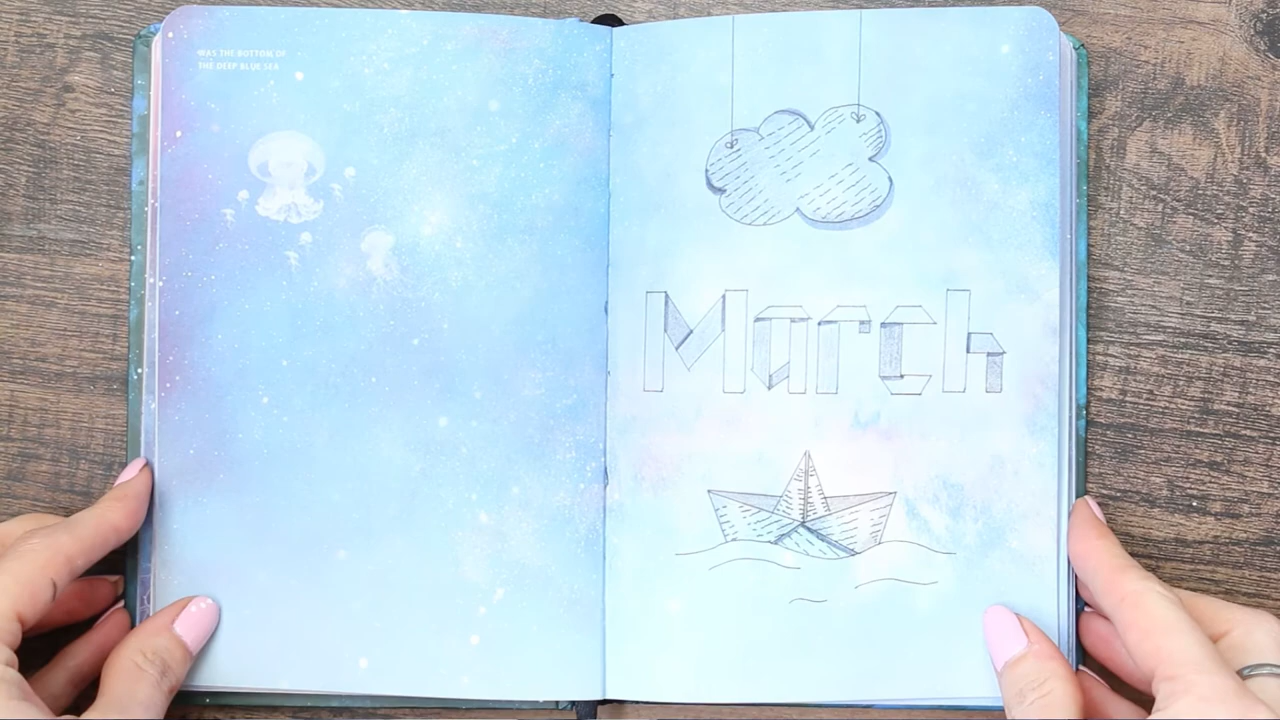 WAS THE BOTTOM OF
THE DEEP BLUE SEA
March